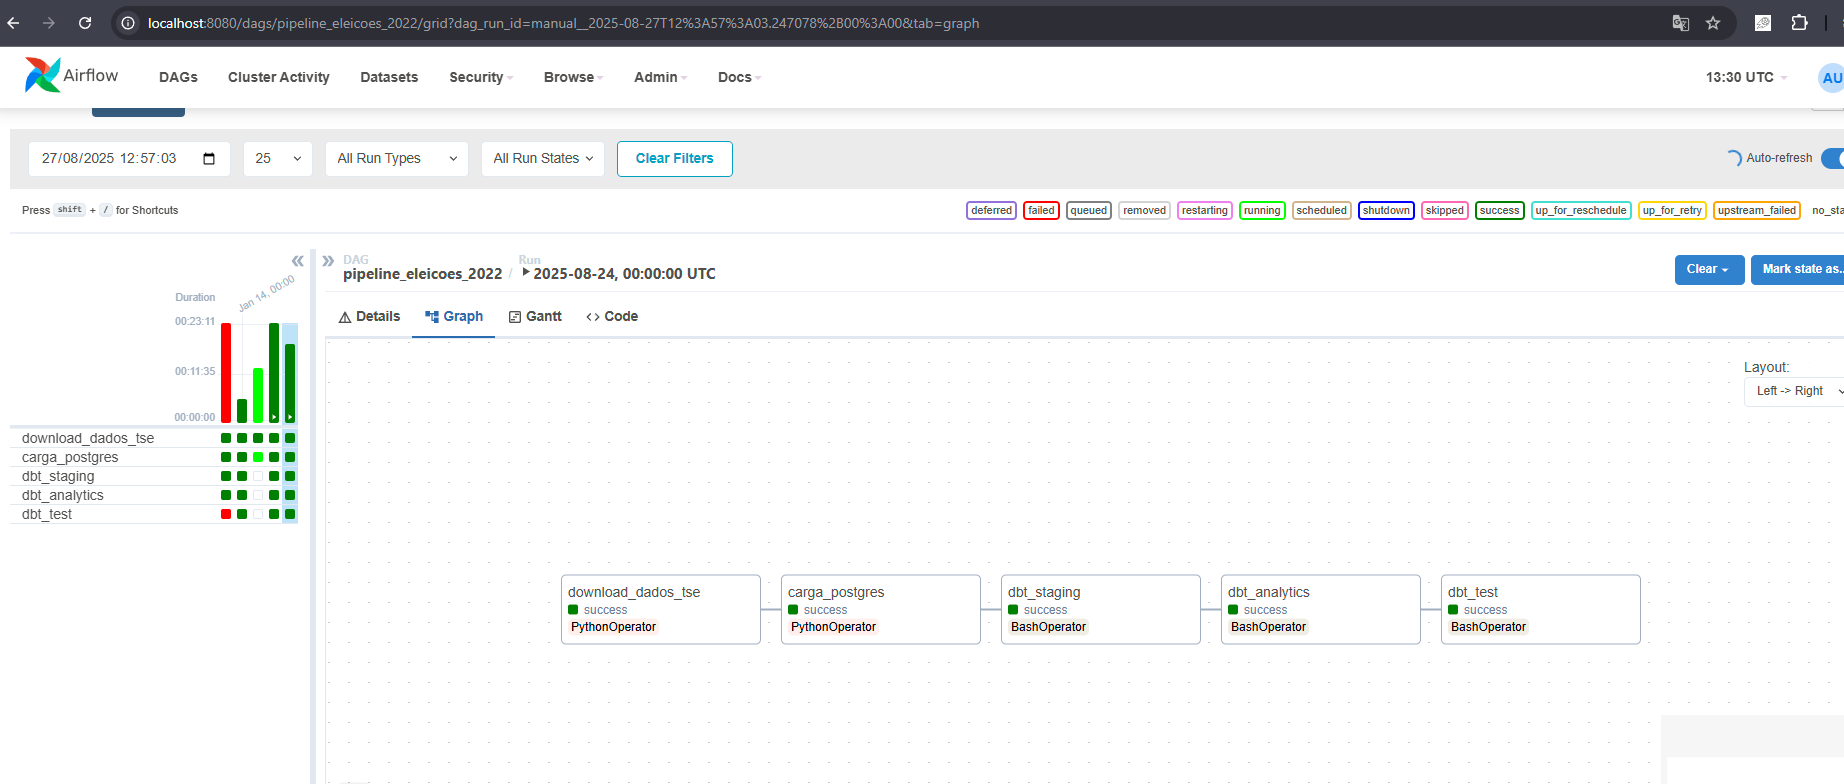 localhost:8080/dags/pipeline_eleicoes_2022/grid?dag_run_id=manual__2025-08-27T12%3A57%3A03.247078%2B00%3A00&tab=graph
Airflow DAGs Cluster Activity Datasets Security Browse Admin Docs 13:30 UTC AU
27/08/2025 12:57:03 25 All Run Types All Run States Clear Filters Auto-refresh
Press shift + / for Shortcuts deferred failed queued removed restarting running scheduled shutdown skipped success up_for_reschedule up_for_retry upstream_failed no_sta
DAG Run
pipeline_eleicoes_2022 / 2025-08-24, 00:00:00 UTC Clear Mark state as..
Jan 14, 00:00
Duration
00:23:11
00:11:35
00:00:00
Details Graph Gantt Code
Layout:
Left -> Right
download_dados_tse
carga_postgres
dbt_staging
dbt_analytics
dbt_test
download_dados_tse
success
PythonOperator
carga_postgres
success
PythonOperator
dbt_staging
success
BashOperator
dbt_analytics
success
BashOperator
dbt_test
success
BashOperator